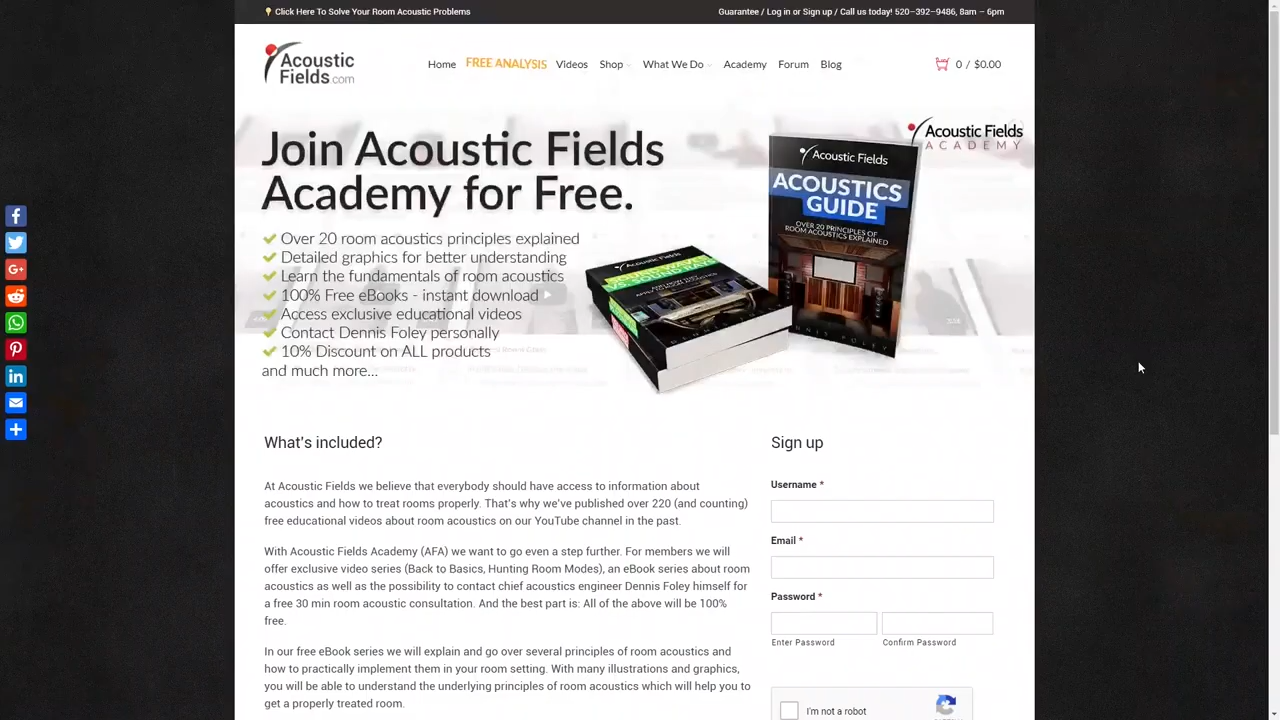 Click Here To Solve Your Room Acoustic Problems
Guarantee / Log in or Sign up / Call us today! 520–392–9486, 8am – 6pm
Acoustic
Fields.com
Home FREE ANALYSIS Videos Shop What We Do Academy Forum Blog
0 / $0.00
Join Acoustic Fields
Academy for Free.
Acoustic Fields
ACADEMY
Over 20 room acoustics principles explained
Detailed graphics for better understanding
Learn the fundamentals of room acoustics
100% Free eBooks - instant download
Access exclusive educational videos
Contact Dennis Foley personally
10% Discount on ALL products
and much more...
Acoustic Fields
Acoustic Fields
ACOUSTICS
GUIDE
OVER 20 PRINCIPLES OF
ROOM ACOUSTICS EXPLAINED
What's included?
At Acoustic Fields we believe that everybody should have access to information about
acoustics and how to treat rooms properly. That's why we've published over 220 (and counting)
free educational videos about room acoustics on our YouTube channel in the past.
With Acoustic Fields Academy (AFA) we want to go even a step further. For members we will
offer exclusive video series (Back to Basics, Hunting Room Modes), an eBook series about room
acoustics as well as the possibility to contact chief acoustics engineer Dennis Foley himself for
a free 30 min room acoustic consultation. And the best part is: All of the above will be 100%
free.
In our free eBook series we will explain and go over several principles of room acoustics and
how to practically implement them in your room setting. With many illustrations and graphics,
you will be able to understand the underlying principles of room acoustics which will help you to
get a properly treated room.
Sign up
Username *
Email *
Password *
Enter Password
Confirm Password
I'm not a robot